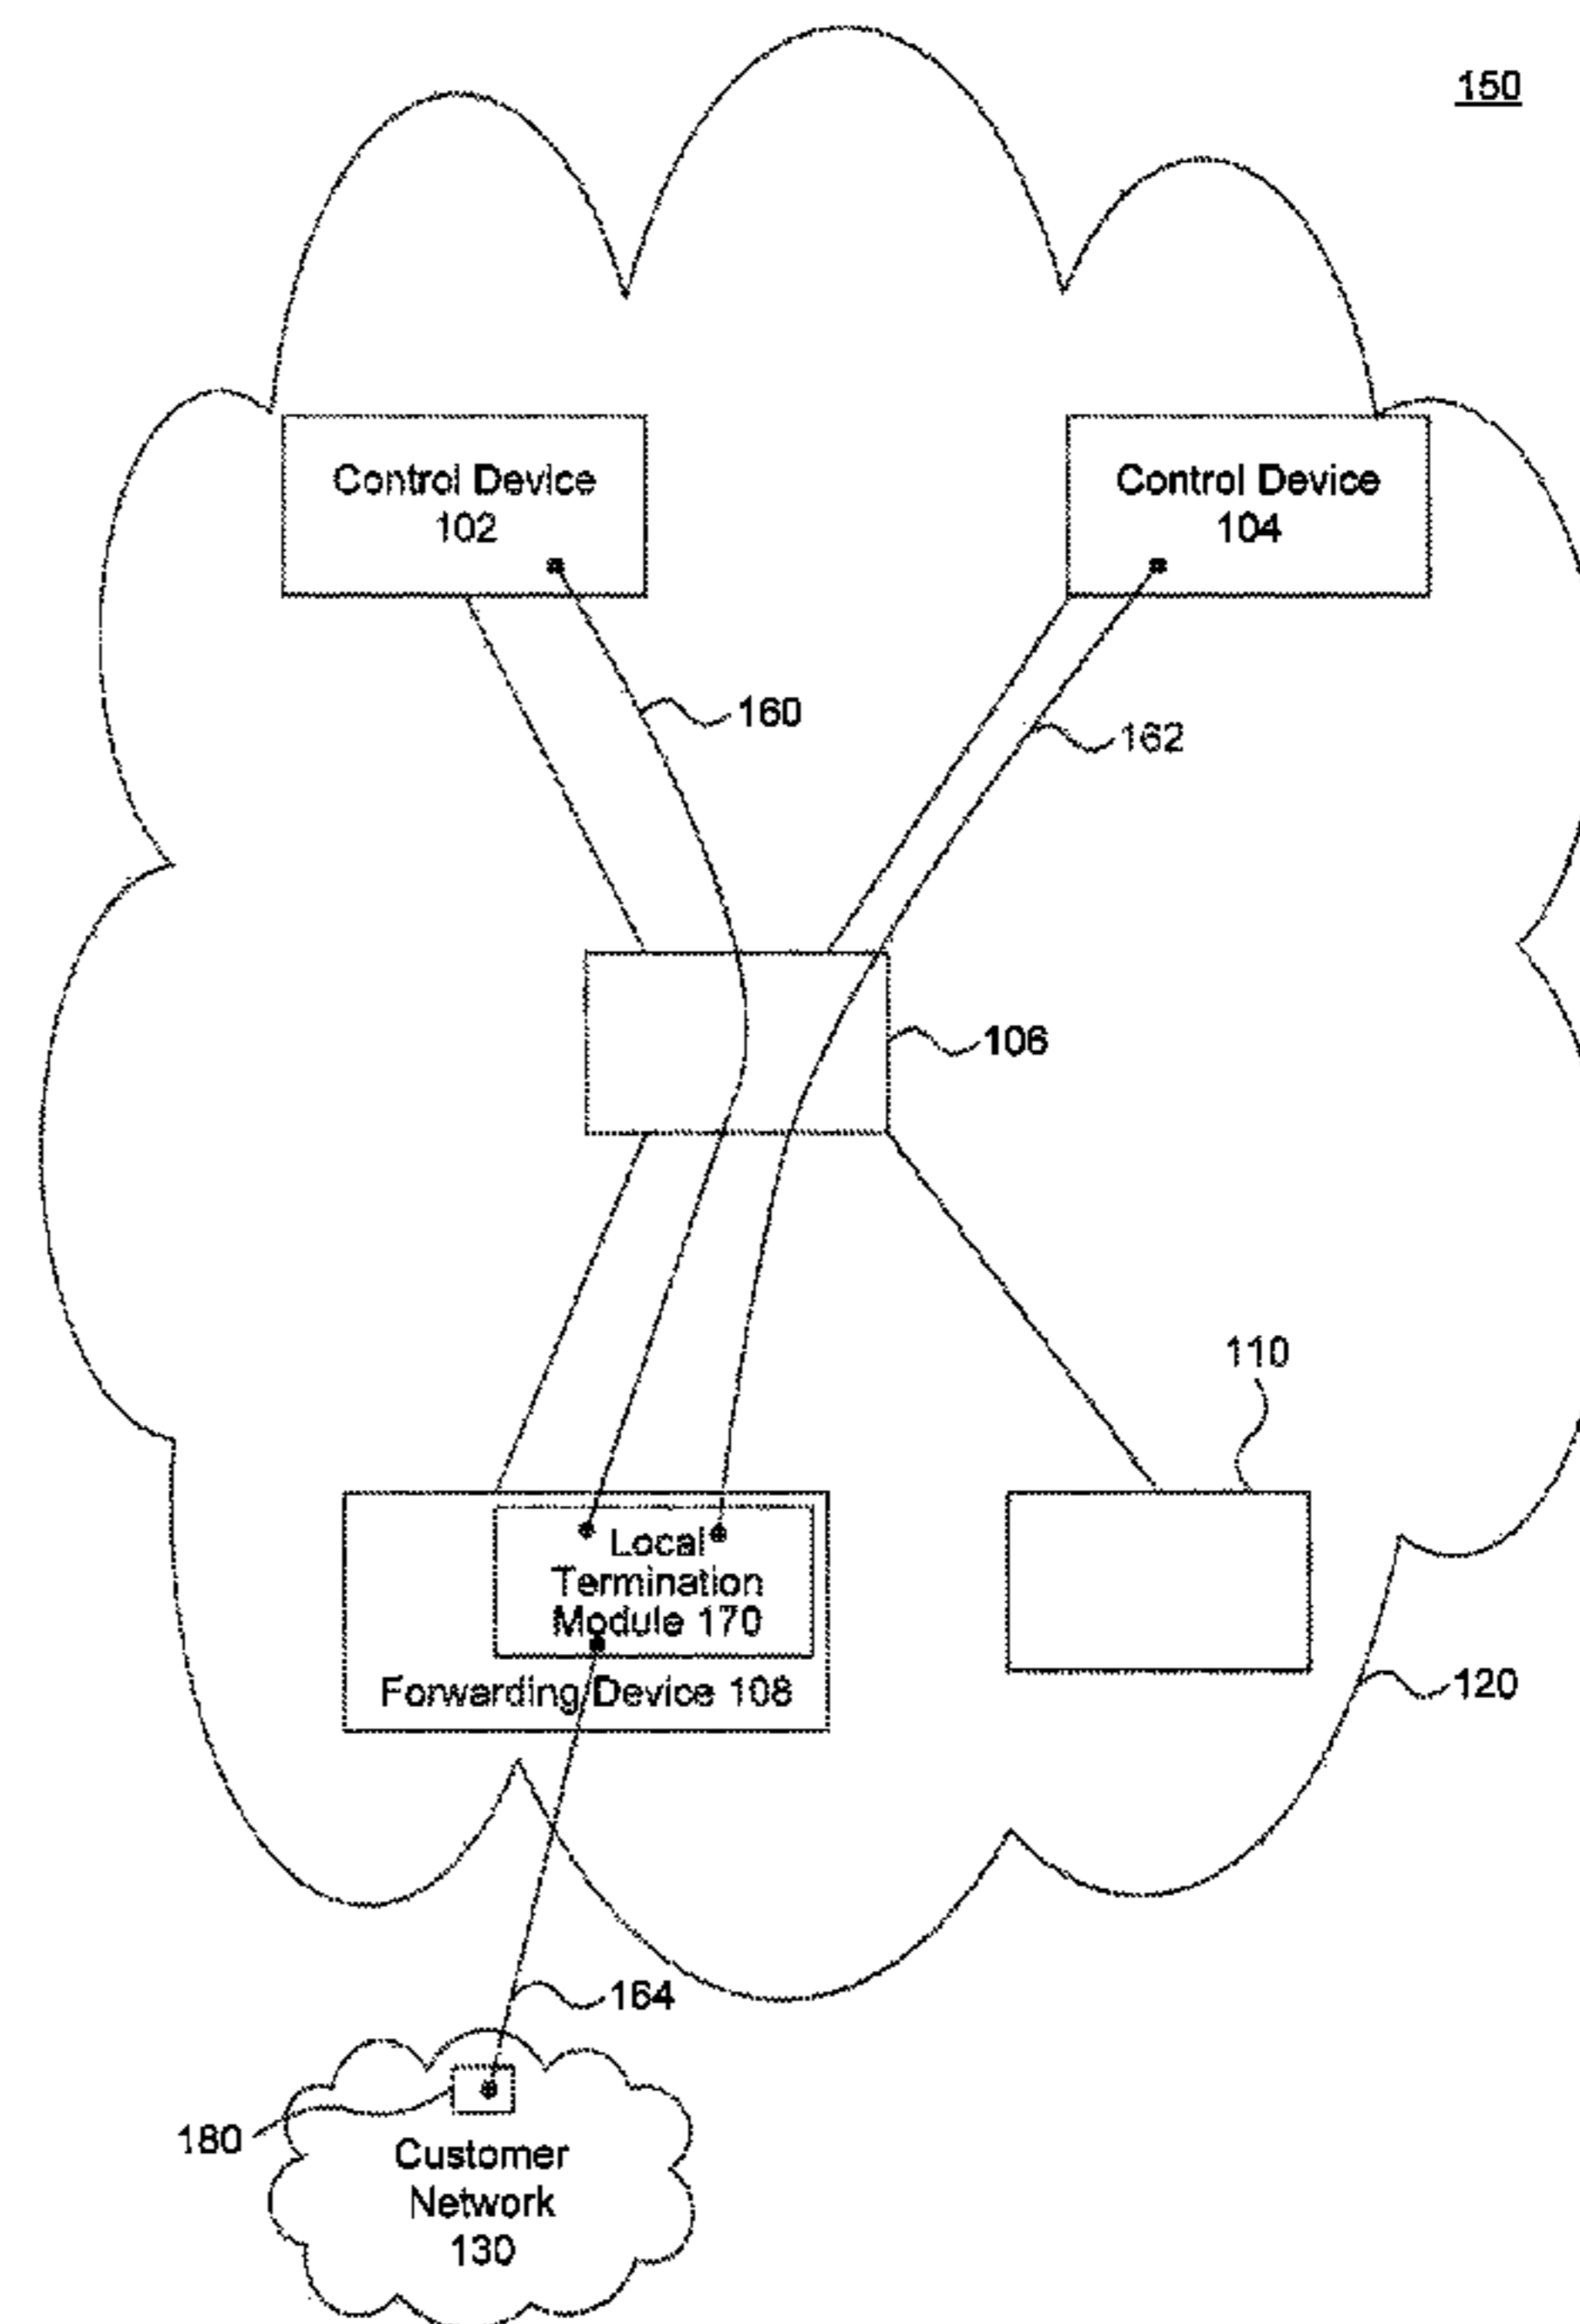 150
Control Device
102
Control Device
104
160
162
106
110
Local
Termination
Module 170
Forwarding Device 108
120
164
180
Customer
Network
130